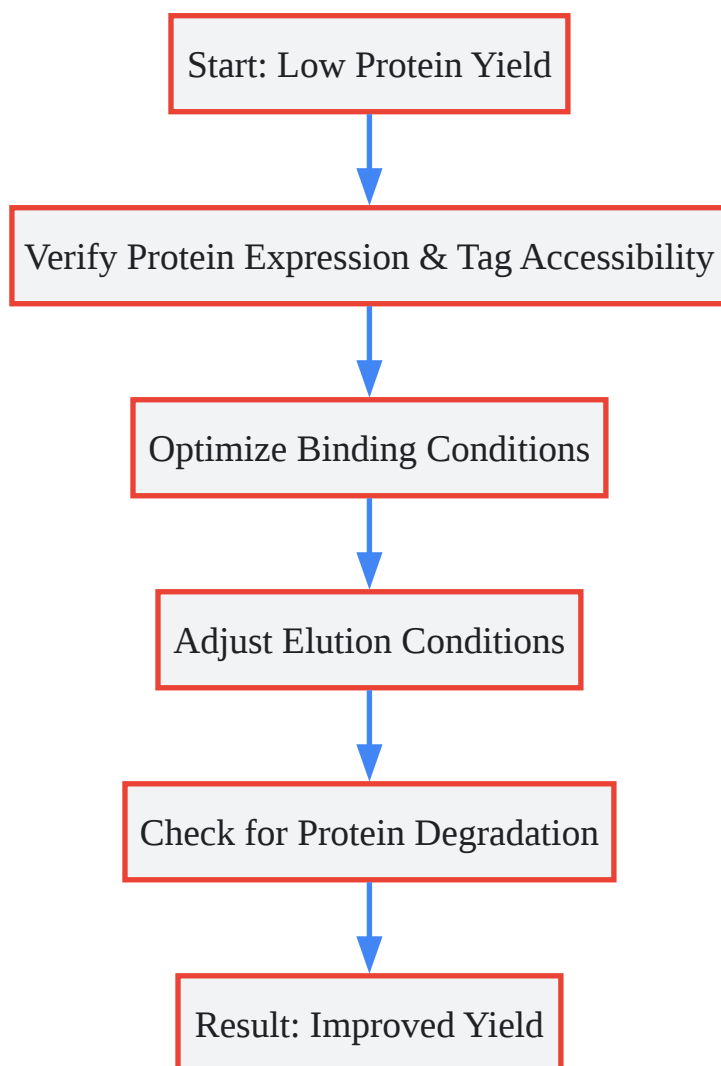 Start: Low Protein Yield
Verify Protein Expression & Tag Accessibility
Optimize Binding Conditions
Adjust Elution Conditions
Check for Protein Degradation
Result: Improved Yield